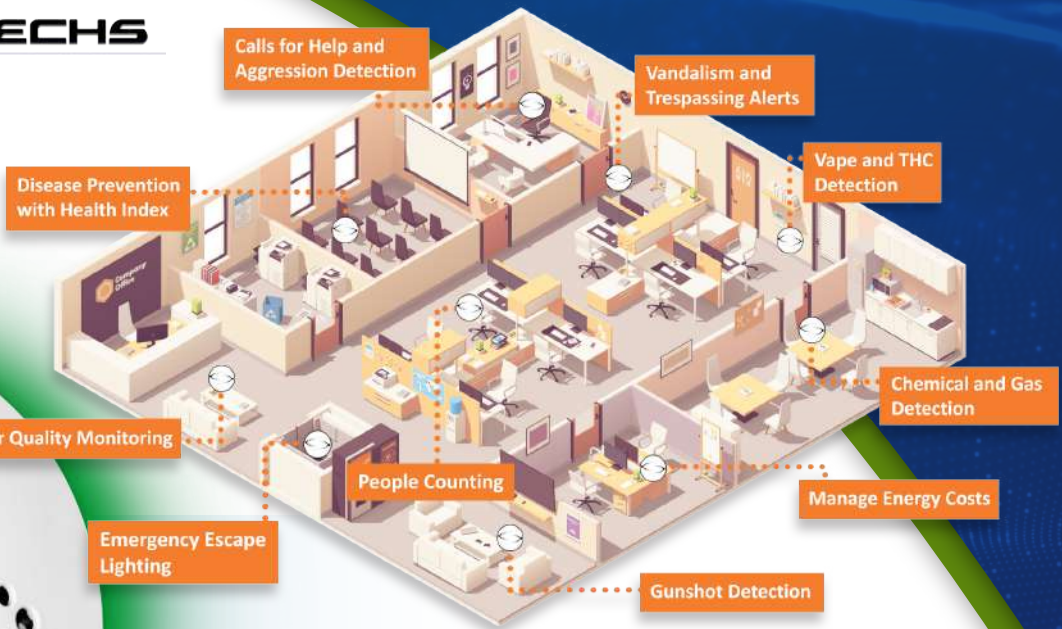 ECHS
Calls for Help and
Aggression Detection
Vandalism and
Trespassing Alerts
Vape and THC
Detection
Disease Prevention
with Health Index
Company
Office
Chemical and Gas
Detection
r Quality Monitoring
People Counting
Manage Energy Costs
Emergency Escape
Lighting
Gunshot Detection